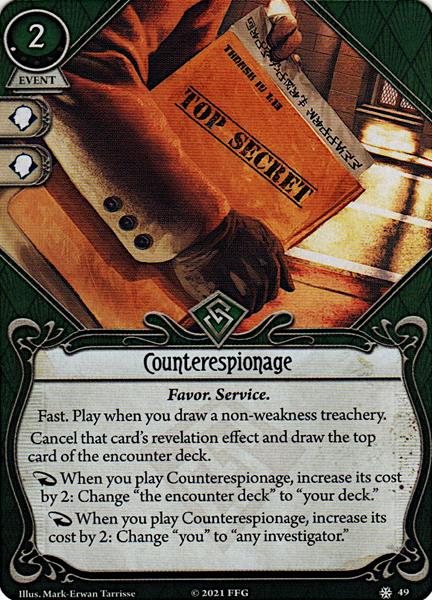 2
EVENT
TOP SECRET
Counterespionage
Favor. Service.
Fast. Play when you draw a non-weakness treachery.
Cancel that card's revelation effect and draw the top
card of the encounter deck.
When you play Counterespionage, increase its cost
by 2: Change "the encounter deck" to "your deck."
When you play Counterespionage, increase its
cost by 2: Change "you" to "any investigator."
Illus. Mark-Erwan Tarrisse
© 2021 FFG
49